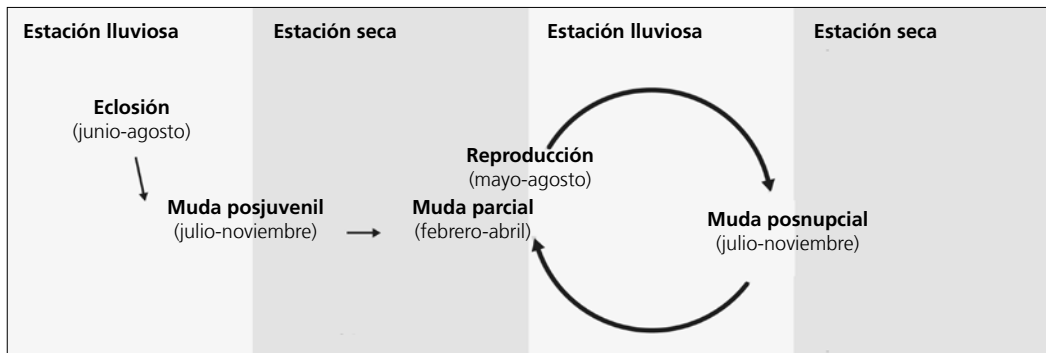 Estación lluviosa
Estación seca
Estación lluviosa
Estación seca
Eclosión
(junio-agosto)
Reproducción
(mayo-agosto)
Muda posjuvenil
(julio-noviembre)
Muda parcial
(febrero-abril)
Muda posnupcial
(julio-noviembre)